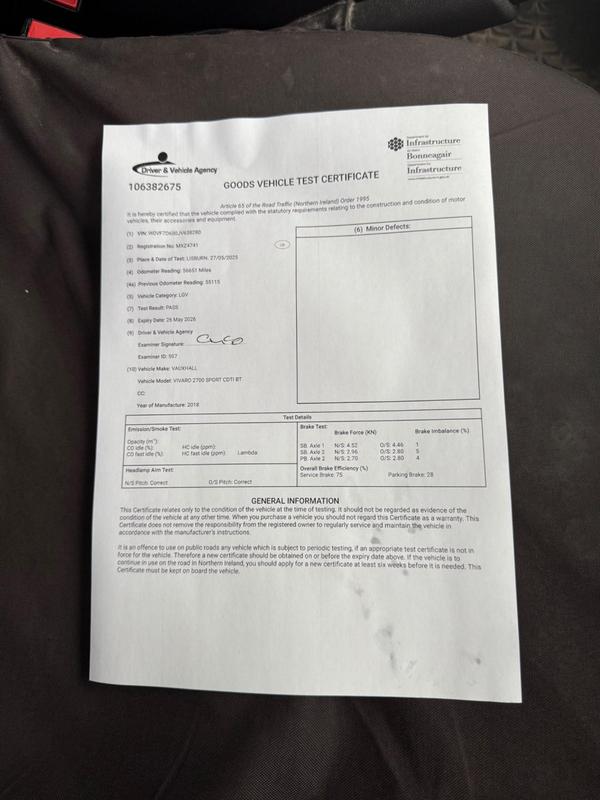 Driver & Vehicle Agency
Department for
Infrastructure
Bonneagair
Department for
Infrastructure
www.infrastructure-ni.gov.uk
106382675
GOODS VEHICLE TEST CERTIFICATE
Article 65 of the Road Traffic (Northern Ireland) Order 1995
It is hereby certified that the vehicle complied with the statutory requirements relating to the construction and condition of motor
vehicles, their accessories and equipment.
(1) VIN:
(2) Registration No: MXZ4741
(3) Place & Date of Test: LISBURN, 27/05/2025
(4) Odometer Reading: 56651 Miles
(4a) Previous Odometer Reading: 55115
(5) Vehicle Category: LGV
(7) Test Result: PASS
(8) Expiry Date: 26 May 2026
(9) Driver & Vehicle Agency
Examiner Signature:
Examiner ID: 507
(10) Vehicle Make: VAUXHALL
Vehicle Model: VIVARO 2700 SPORT CDTI BT
CC:
Year of Manufacture: 2018
(6) Minor Defects:
Test Details
Emission/Smoke Test:
Opacity (m⁻¹):
CO idle (%): HC idle (ppm):
CO fast idle (%): HC fast idle (ppm): Lambda:
Headlamp Aim Test:
N/S Pitch: Correct O/S Pitch: Correct
Brake Test:
Brake Force (KN) Brake Imbalance (%)
SB. Axle 1 N/S: 4.52 O/S: 4.46 1
SB. Axle 2 N/S: 2.96 O/S: 2.80 5
PB. Axle 2 N/S: 2.70 O/S: 2.80 4
Overall Brake Efficiency (%)
Service Brake: 75 Parking Brake: 28
GENERAL INFORMATION
This Certificate relates only to the condition of the vehicle at the time of testing. It should not be regarded as evidence of the
condition of the vehicle at any other time. When you purchase a vehicle you should not regard this Certificate as a warranty. This
Certificate does not remove the responsibility from the registered owner to regularly service and maintain the vehicle in
accordance with the manufacturer's instructions.
It is an offence to use on public roads any vehicle which is subject to periodic testing, if an appropriate test certificate is not in
force for the vehicle. Therefore a new certificate should be obtained on or before the expiry date above. If the vehicle is to
continue in use on the road in Northern Ireland, you should apply for a new certificate at least six weeks before it is needed. This
Certificate must be kept on board the vehicle.